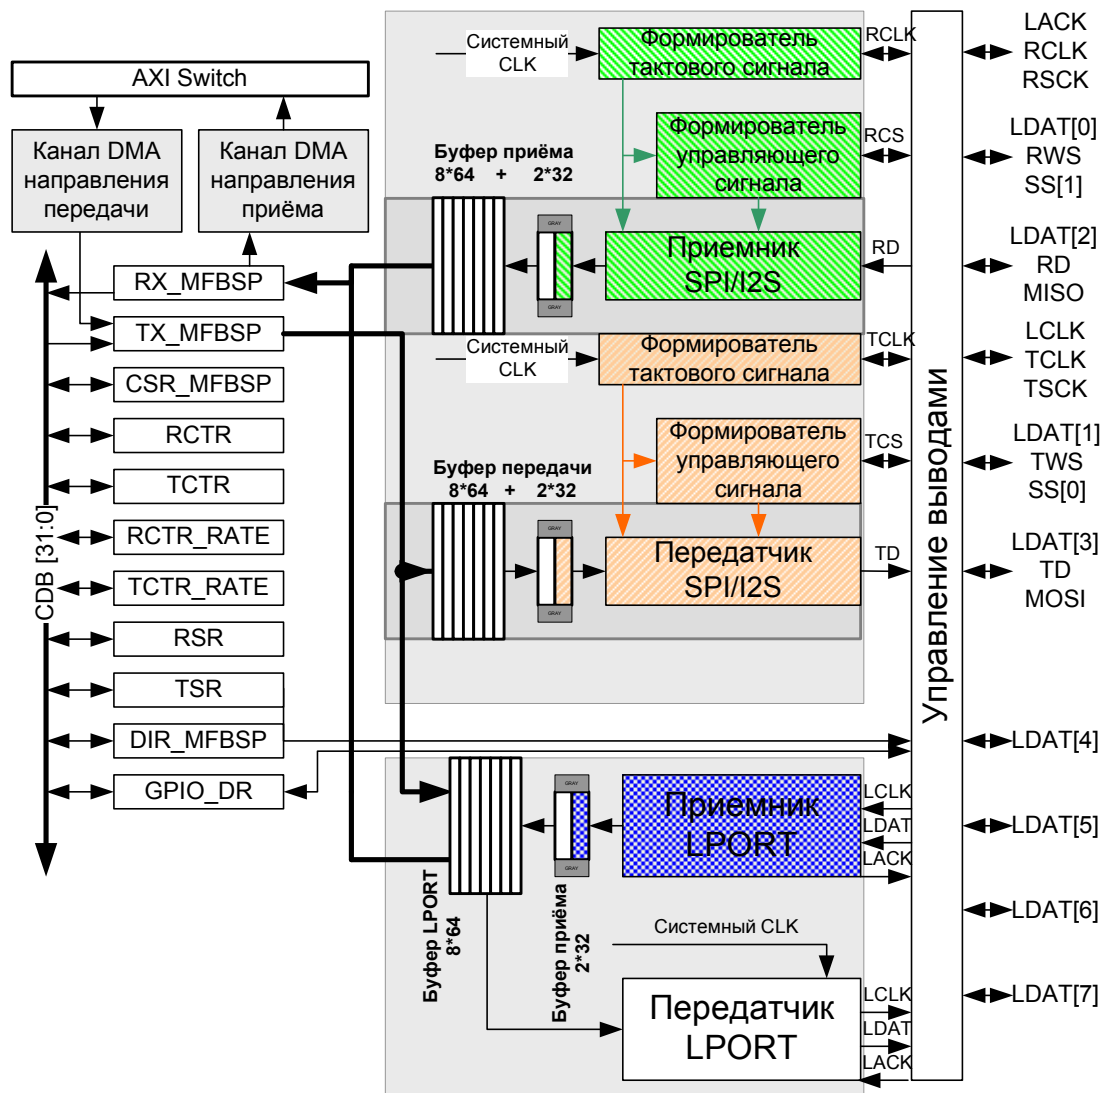 AXI Switch
Канал DMA
направления
передачи
Канал DMA
направления
приёма
RX_MFBSP
TX_MFBSP
CSR_MFBSP
RCTR
TCTR
RCTR_RATE
TCTR_RATE
RSR
TSR
DIR_MFBSP
GPIO_DR
CDB [31:0]
Системный
CLK
Формирователь
тактового сигнала
RCLK
Формирователь
управляющего
сигнала
RCS
Буфер приёма
8*64 + 2*32
GRAY
GRAY
Приемник
SPI/I2S
RD
Системный
CLK
Формирователь
тактового сигнала
TCLK
Формирователь
управляющего
сигнала
TCS
Буфер передачи
8*64 + 2*32
GRAY
GRAY
Передатчик
SPI/I2S
TD
GRAY
GRAY
Приемник
LPORT
LCLK
LDAT
LACK
Буфер LPORT
8*64
Буфер приёма
2*32
Системный CLK
Передатчик
LPORT
LCLK
LDAT
LACK
Управление выводами
LACK
RCLK
RSCK
LDAT[0]
RWS
SS[1]
LDAT[2]
RD
MISO
LCLK
TCLK
TSCK
LDAT[1]
TWS
SS[0]
LDAT[3]
TD
MOSI
LDAT[4]
LDAT[5]
LDAT[6]
LDAT[7]